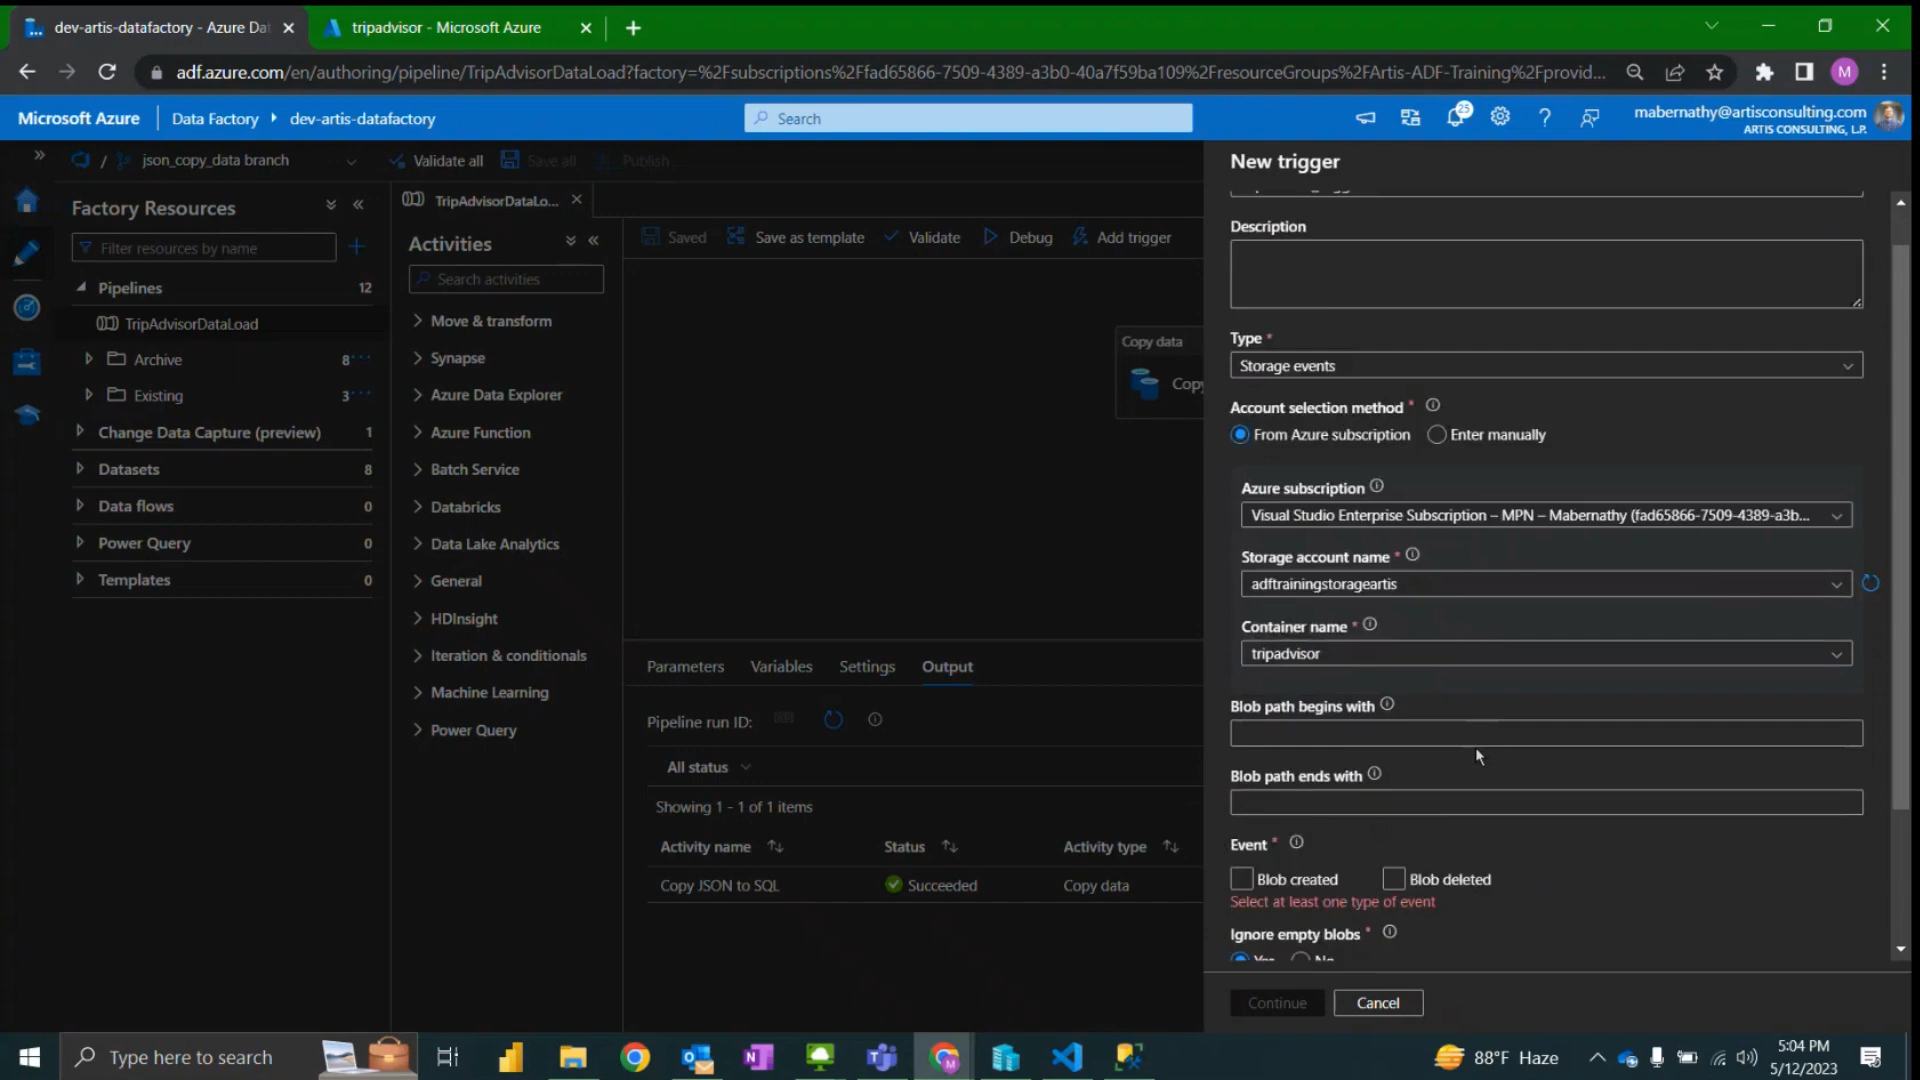 dev-artis-datafactory - Azure Dat
tripadvisor - Microsoft Azure
adf.azure.com/en/authoring/pipeline/TripAdvisorDataLoad?factory=%2Fsubscriptions%2Ffad65866-7509-4389-a3b0-40a7f59ba109%2FresourceGroups%2FArtis-ADF-Training%2Fprovid...
M
Microsoft Azure
Data Factory
dev-artis-datafactory
Search
25
mabernathy@artisconsulting.com
ARTIS CONSULTING, L.P.
/ json_copy_data branch
Validate all
Save all
Publish
Factory Resources
Filter resources by name
Pipelines 12
TripAdvisorDataLoad
Archive 8
Existing 3
Change Data Capture (preview) 1
Datasets 8
Data flows 0
Power Query 0
Templates 0
TripAdvisorDataLo...
Activities
Search activities
Move & transform
Synapse
Azure Data Explorer
Azure Function
Batch Service
Databricks
Data Lake Analytics
General
HDInsight
Iteration & conditionals
Machine Learning
Power Query
Saved
Save as template
Validate
Debug
Add trigger
Copy data
Copy
Parameters
Variables
Settings
Output
Pipeline run ID:
All status
Showing 1 - 1 of 1 items
Activity name
Status
Activity type
Copy JSON to SQL
Succeeded
Copy data
New trigger
Description
Type *
Storage events
Account selection method *
From Azure subscription
Enter manually
Azure subscription
Visual Studio Enterprise Subscription – MPN – Mabernathy (fad65866-7509-4389-a3b...
Storage account name *
adftrainingstorageartis
Container name *
tripadvisor
Blob path begins with
Blob path ends with
Event *
Blob created
Blob deleted
Select at least one type of event
Ignore empty blobs *
Yes
No
Continue
Cancel
Type here to search
88°F Haze
5:04 PM
5/12/2023